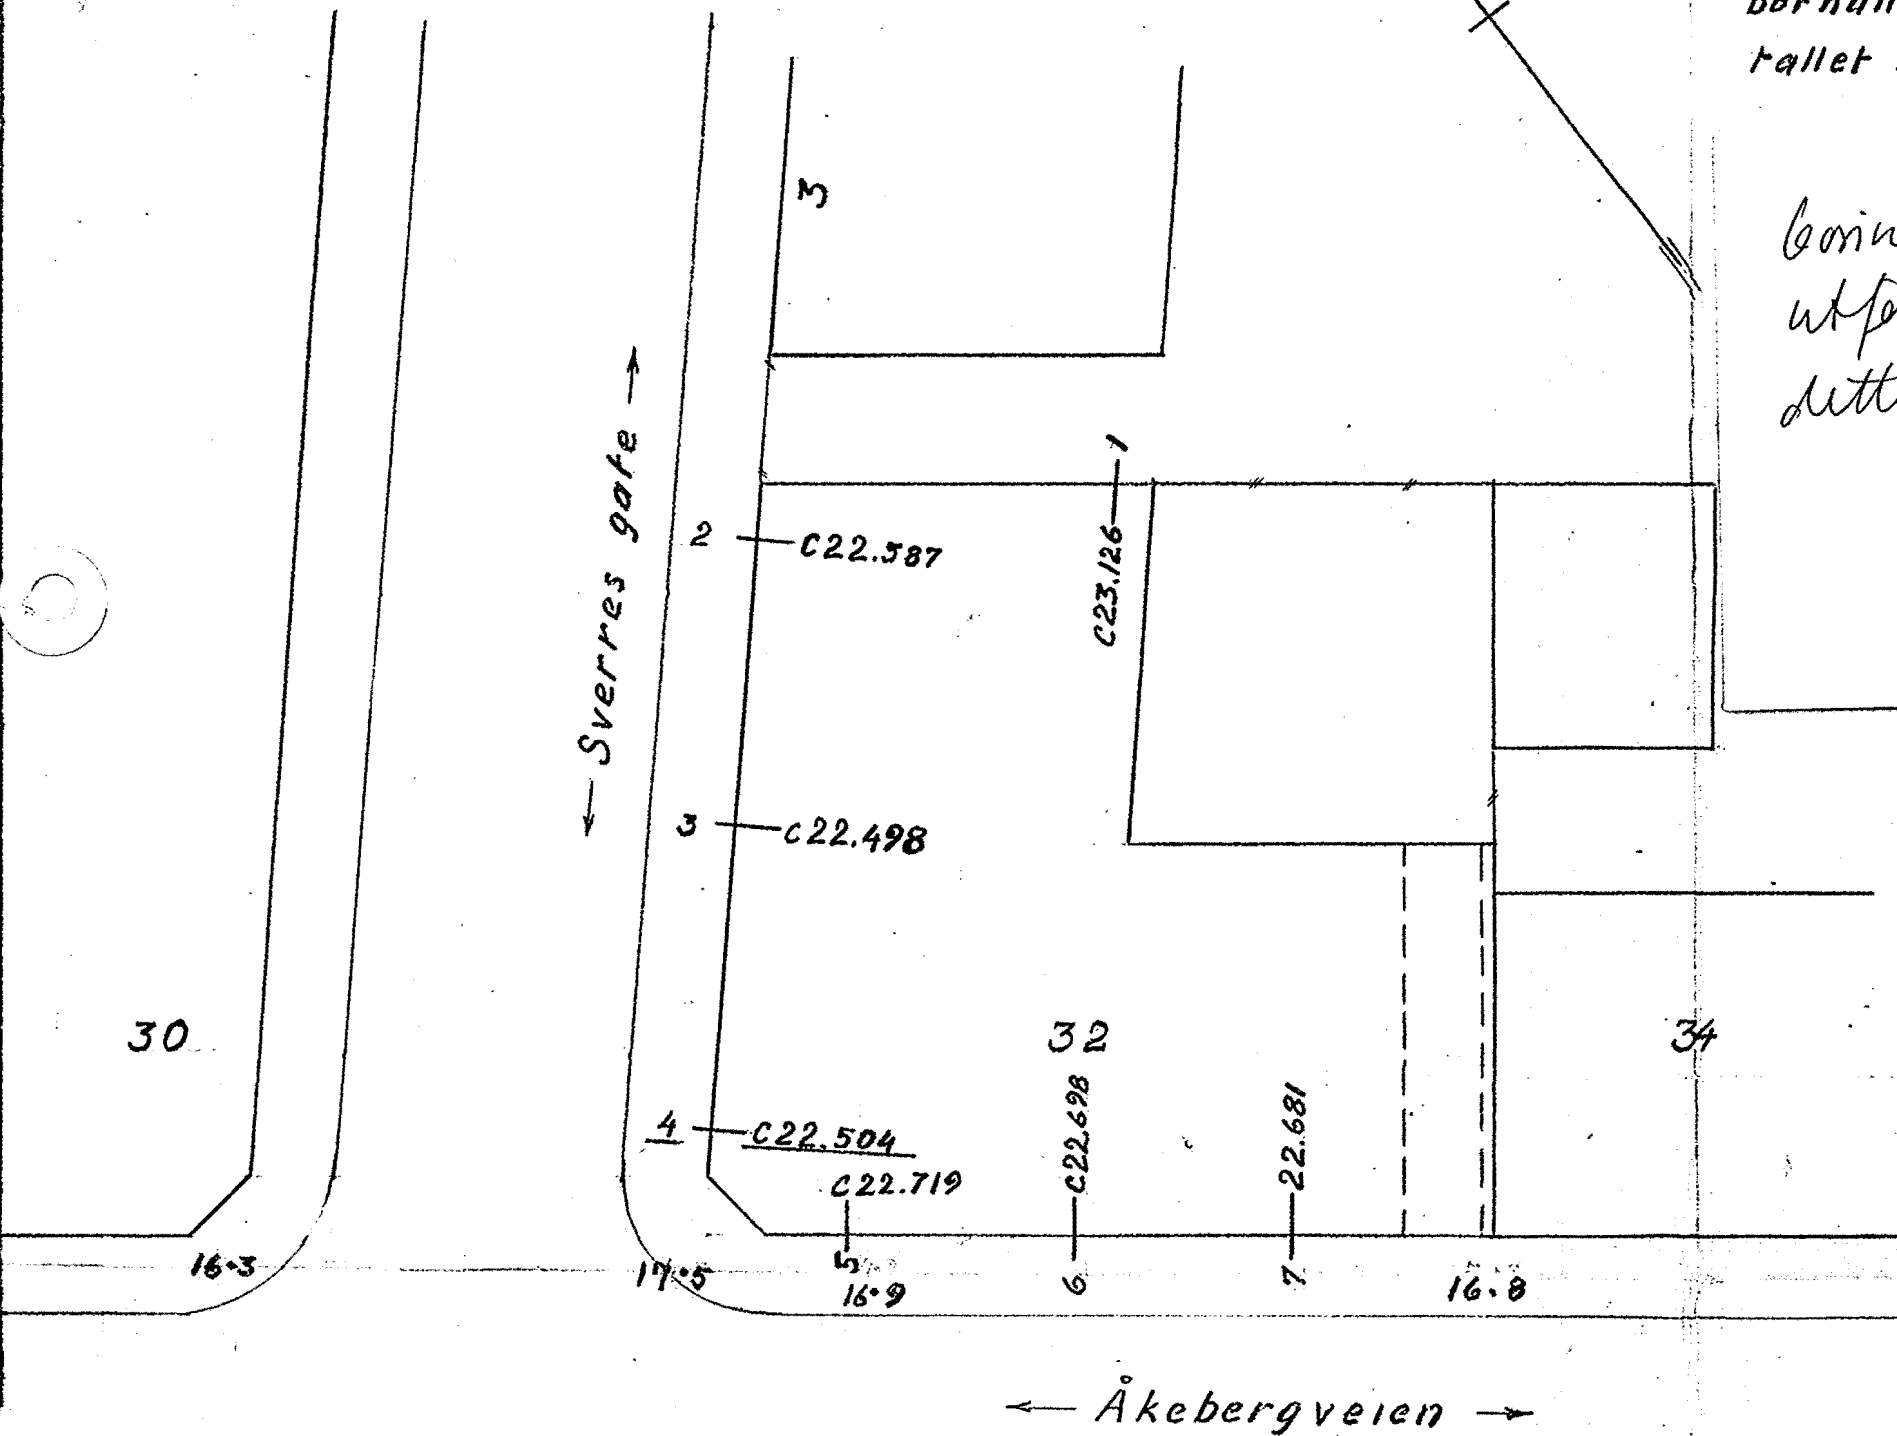 tallet
3
1
C23.126
2 C22.587
← Sverres gate →
3 C22.498
30
32
34
4 C22.504
C22.719
C22.698
22.681
5
6
7
16.3
17.5
16.9
16.8
← Åkebergveien →